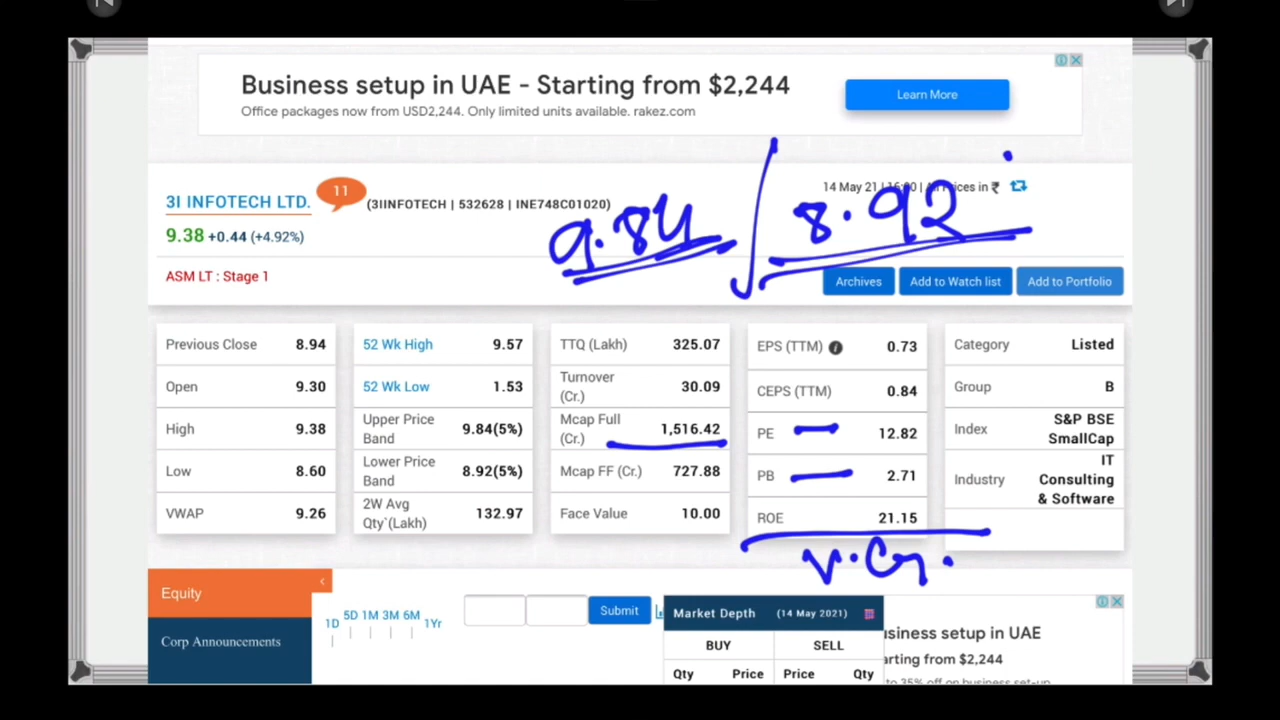 Business setup in UAE - Starting from $2,244
Office packages now from USD2,244. Only limited units available. rakez.com
Learn More
3I INFOTECH LTD.
11
(3IINFOTECH | 532628 | INE748C01020)
14 May 21 | 16:00 | All Prices in ₹
9.38 +0.44 (+4.92%)
9.84
8.92
ASM LT : Stage 1
Archives
Add to Watch list
Add to Portfolio
Previous Close 8.94
Open 9.30
High 9.38
Low 8.60
VWAP 9.26
52 Wk High 9.57
52 Wk Low 1.53
Upper Price
Band 9.84(5%)
Lower Price
Band 8.92(5%)
2W Avg
Qty*(Lakh) 132.97
TTQ (Lakh) 325.07
Turnover
(Cr.) 30.09
Mcap Full
(Cr.) 1,516.42
Mcap FF (Cr.) 727.88
Face Value 10.00
EPS (TTM) 0.73
CEPS (TTM) 0.84
PE 12.82
PB 2.71
ROE 21.15
Category Listed
Group B
Index S&P BSE
SmallCap
Industry IT
Consulting
& Software
Equity
Corp Announcements
1D 5D 1M 3M 6M 1Yr
Submit
Market Depth (14 May 2021)
BUY SELL
Qty Price Price Qty
usiness setup in UAE
arting from $2,244